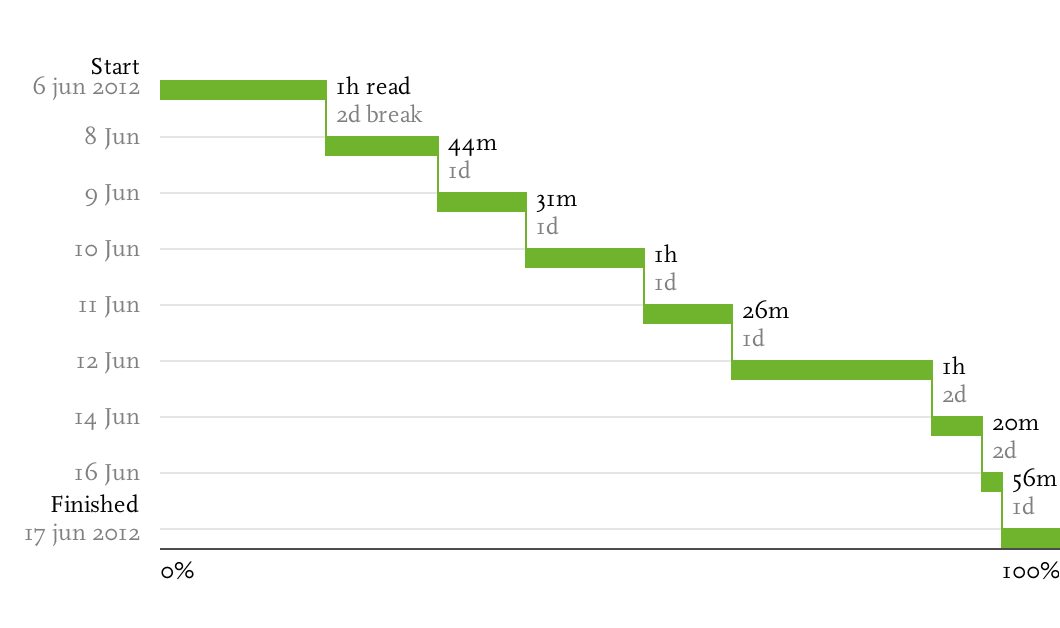 Start
6 jun 2012
1h read
2d break
8 Jun
44m
1d
9 Jun
31m
1d
10 Jun
1h
1d
11 Jun
26m
1d
12 Jun
1h
2d
14 Jun
20m
2d
16 Jun
56m
Finished
1d
17 jun 2012
0%
100%